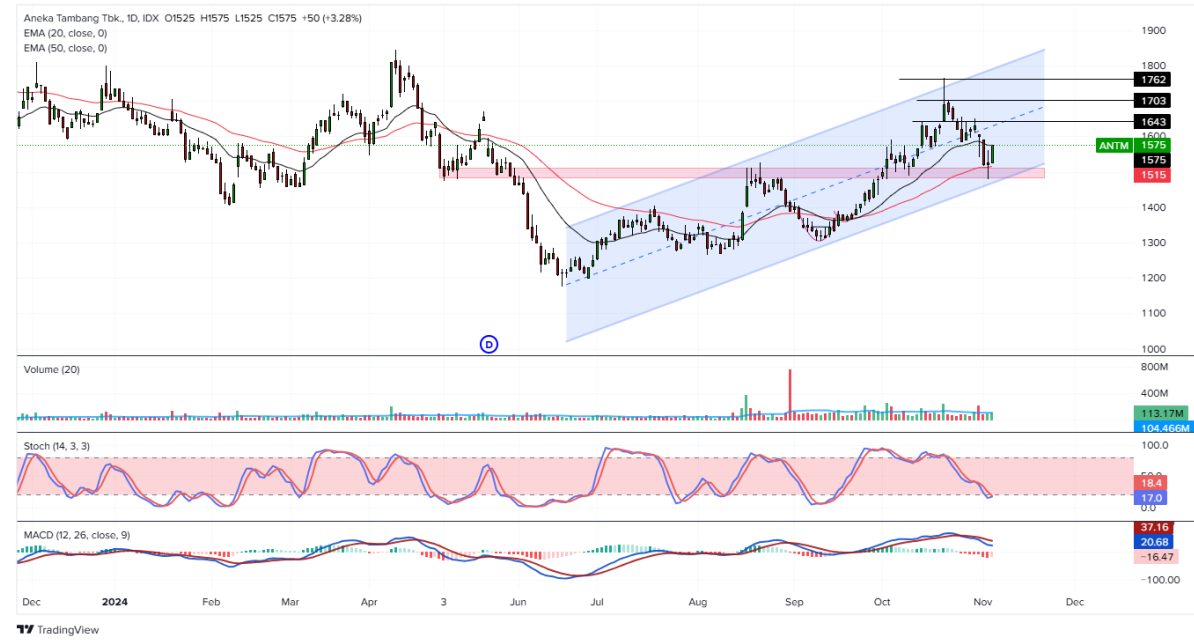 Aneka Tambang Tbk., 1D, IDX O1525 H1575 L1525 C1575 +50 (+3.28%)
EMA (20, close, 0)
EMA (50, close, 0)
1900
1800
1762
1703
1643
1600
ANTM 1575
1575
1515
1400
1300
1200
1100
1000
D
Volume (20)
800M
400M
113.17M
104.466M
Stoch (14, 3, 3)
100.0
50.0
18.4
17.0
0.0
MACD (12, 26, close, 9)
37.16
20.68
−16.47
−100.00
Dec 2024 Feb Mar Apr 3 Jun Jul Aug Sep Oct Nov Dec
TradingView